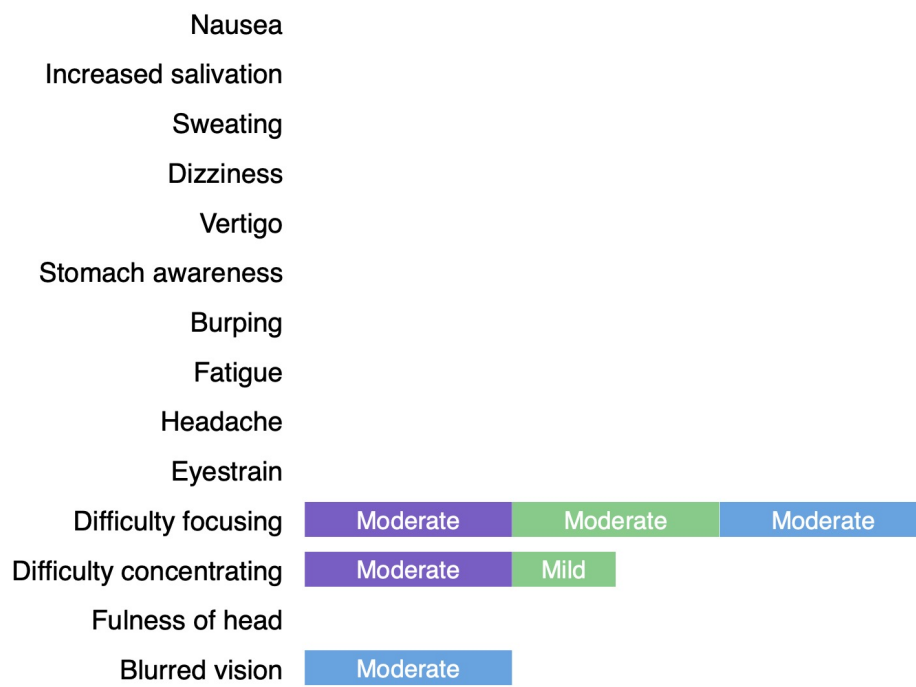 Nausea
Increased salivation
Sweating
Dizziness
Vertigo
Stomach awareness
Burping
Fatigue
Headache
Eyestrain
Difficulty focusing Moderate Moderate Moderate
Difficulty concentrating Moderate Mild
Fulness of head
Blurred vision Moderate